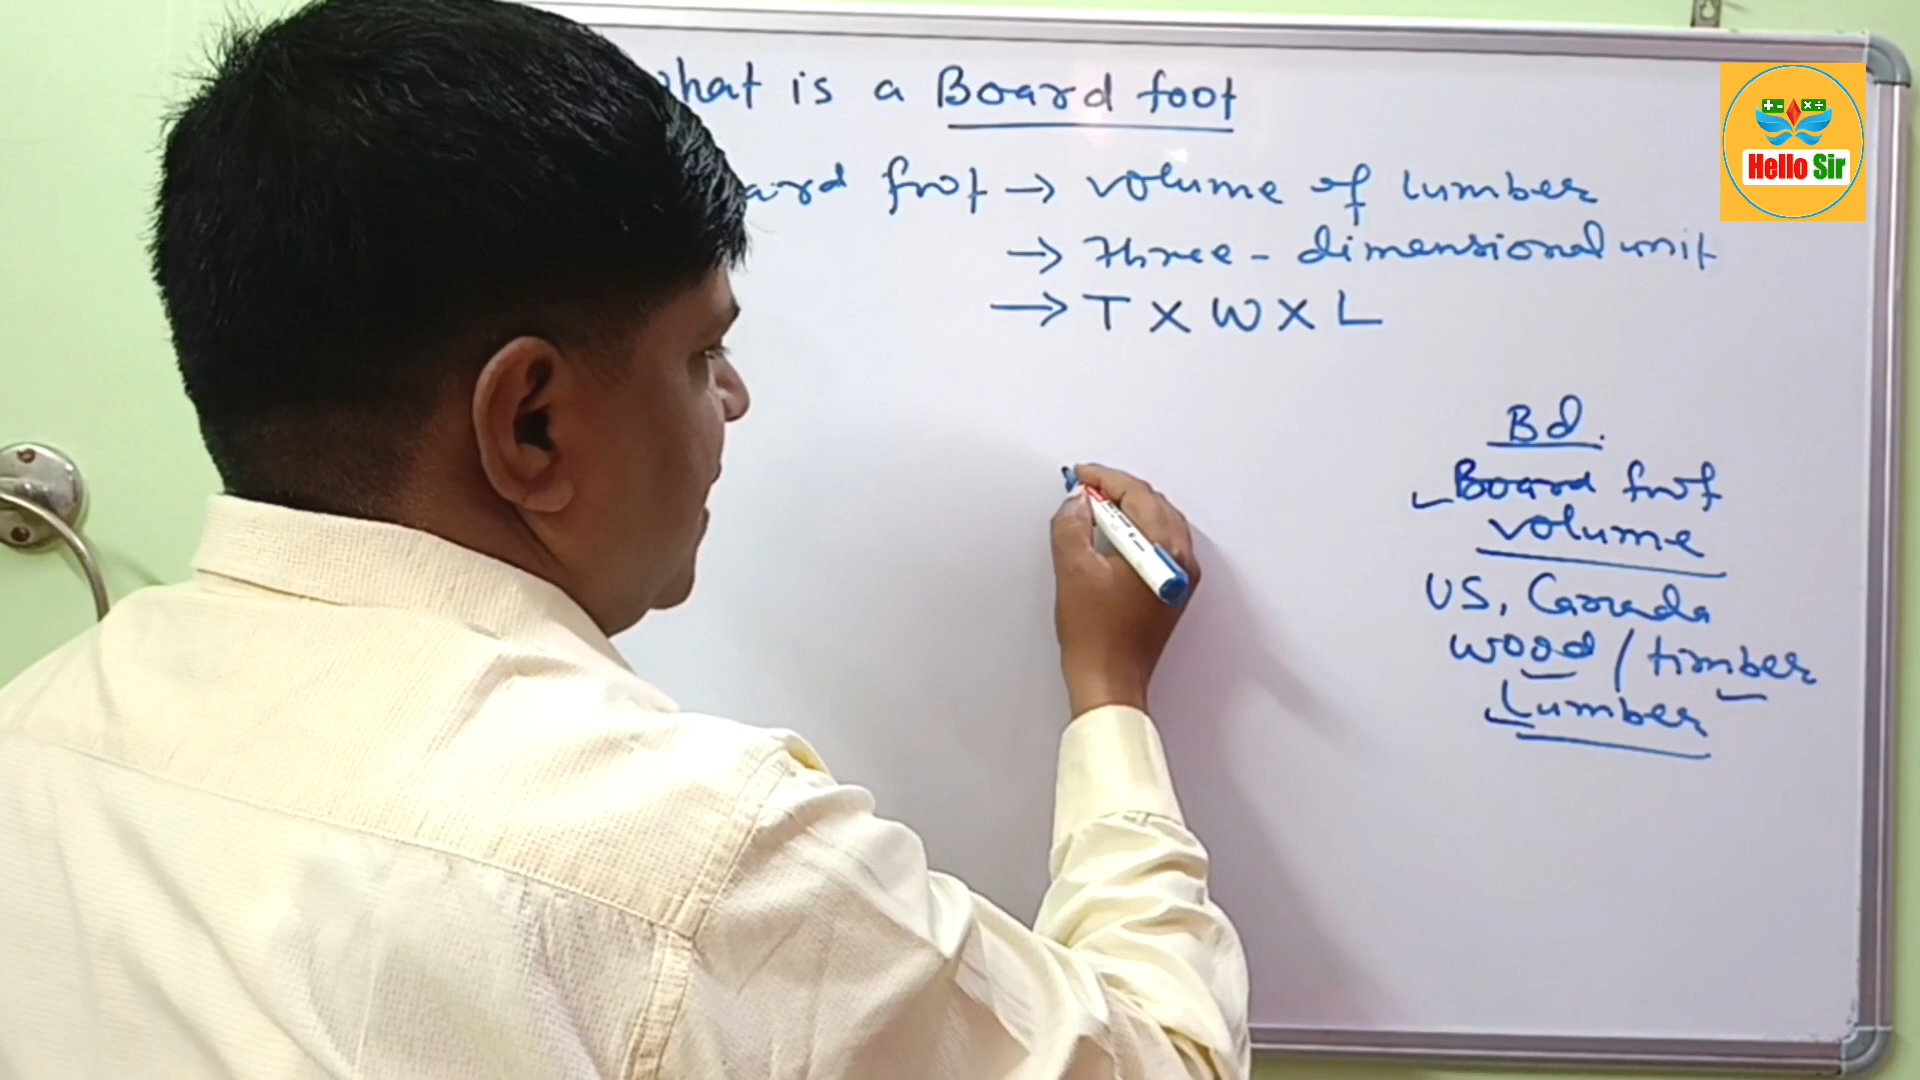 what is a Board foot
ard foot → volume of lumber
→ three-dimensional unit
→ T X W X L
Bd.
Board foot
volume
US, Canada
wood / timber
Lumber
Hello Sir